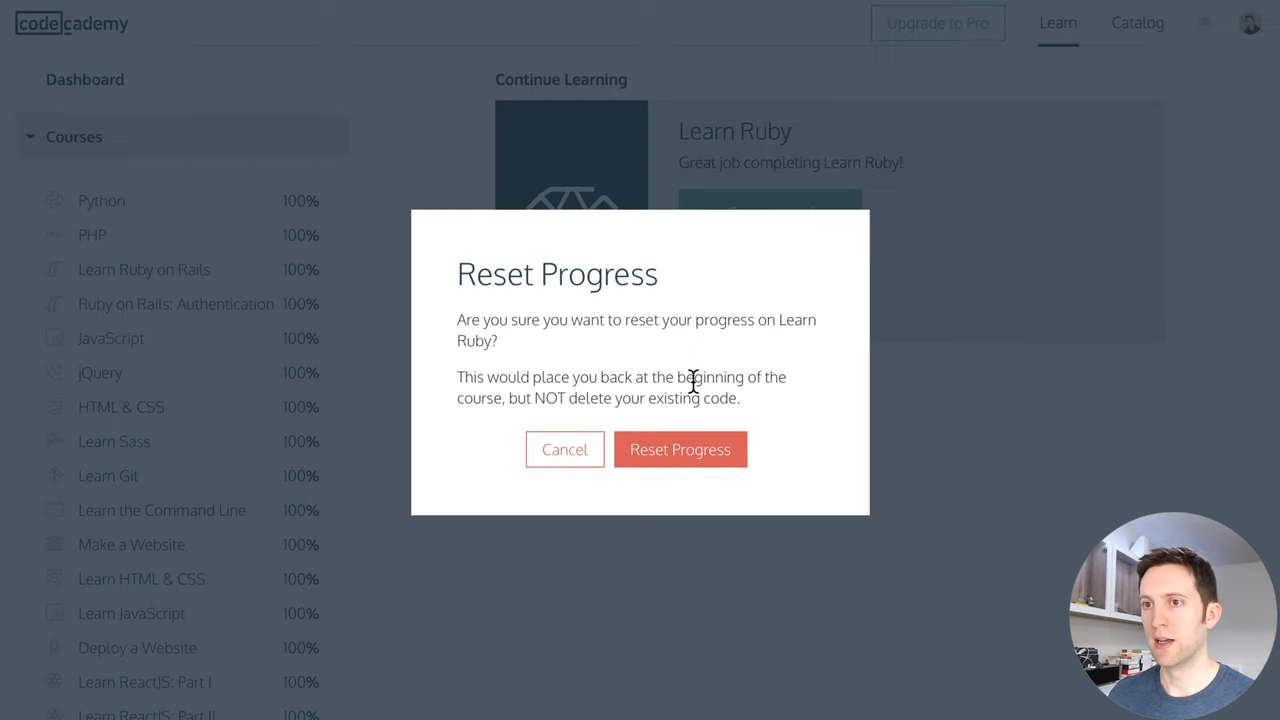 codecademy
Upgrade to Pro
Learn
Catalog
Dashboard
Courses
Python 100%
PHP 100%
Learn Ruby on Rails 100%
Ruby on Rails: Authentication 100%
JavaScript 100%
jQuery 100%
HTML & CSS 100%
Learn Sass 100%
Learn Git 100%
Learn the Command Line 100%
Make a Website 100%
Learn HTML & CSS 100%
Learn JavaScript 100%
Deploy a Website 100%
Learn ReactJS: Part I 100%
Learn ReactJS: Part II 100%
Continue Learning
Learn Ruby
Great job completing Learn Ruby!
Reset Progress
Are you sure you want to reset your progress on Learn
Ruby?
This would place you back at the beginning of the
course, but NOT delete your existing code.
Cancel
Reset Progress